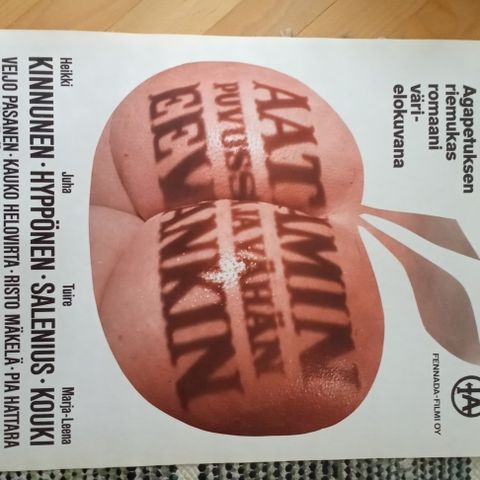 Agapetuksen
riemukas
romaani
väri-
elokuvana
AATAMIN
PUVUSSA
JA VÄHÄN
EEVANKIN
FENNADA-FILMI OY
Heikki Juha Tuire Marja-Leena
KINNUNEN · HYPPÖNEN · SALENIUS · KOUKI
VEIJO PASANEN · KAUKO HELOVIRTA · RISTO MÄKELÄ · PIA HATTARA